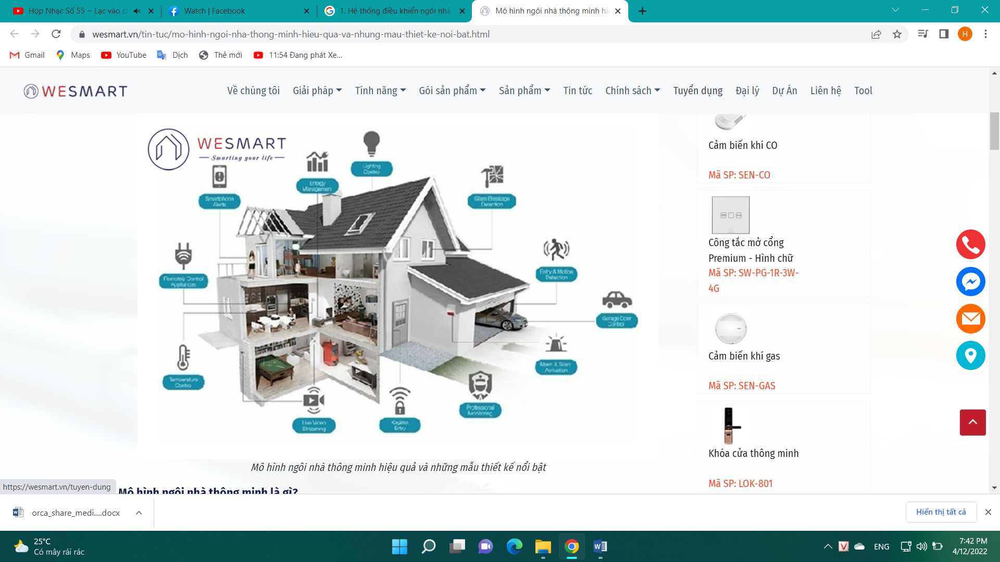 Hộp Nhạc Số 55 ~ Lạc vào c
Watch | Facebook
1. Hệ thống điều khiển ngôi nhà
Mô hình ngôi nhà thông minh hi
wesmart.vn/tin-tuc/mo-hinh-ngoi-nha-thong-minh-hieu-qua-va-nhung-mau-thiet-ke-noi-bat.html
H
Gmail
Maps
YouTube
Dịch
Thẻ mới
11:54 Đang phát Xe...
WESMART
Về chúng tôi
Giải pháp
Tính năng
Gói sản phẩm
Sản phẩm
Tin tức
Chính sách
Tuyển dụng
Đại lý
Dự Án
Liên hệ
Tool
WESMART
Smarting your life
Lighting
Control
Energy
Management
Smartphone
Alerts
Glass Breakage
Detection
Remotely Control
Appliances
Entry & Motion
Detection
Garage Door
Control
Alarm & Siren
Activation
Temperature
Control
Professional
Monitoring
Live Video
Streaming
Keyless
Entry
Mô hình ngôi nhà thông minh hiệu quả và những mẫu thiết kế nổi bật
Mô hình ngôi nhà thông minh là gì?
Cảm biến khí CO
Mã SP: SEN-CO
Công tắc mở cổng
Premium - Hình chữ
Mã SP: SW-PG-1R-3W-
4G
Cảm biến khí gas
Mã SP: SEN-GAS
Khóa cửa thông minh
Mã SP: LOK-801
https://wesmart.vn/tuyen-dung
orca_share_medi....docx
Hiển thị tất cả
25°C
Có mây rải rác
ENG
7:42 PM
4/12/2022